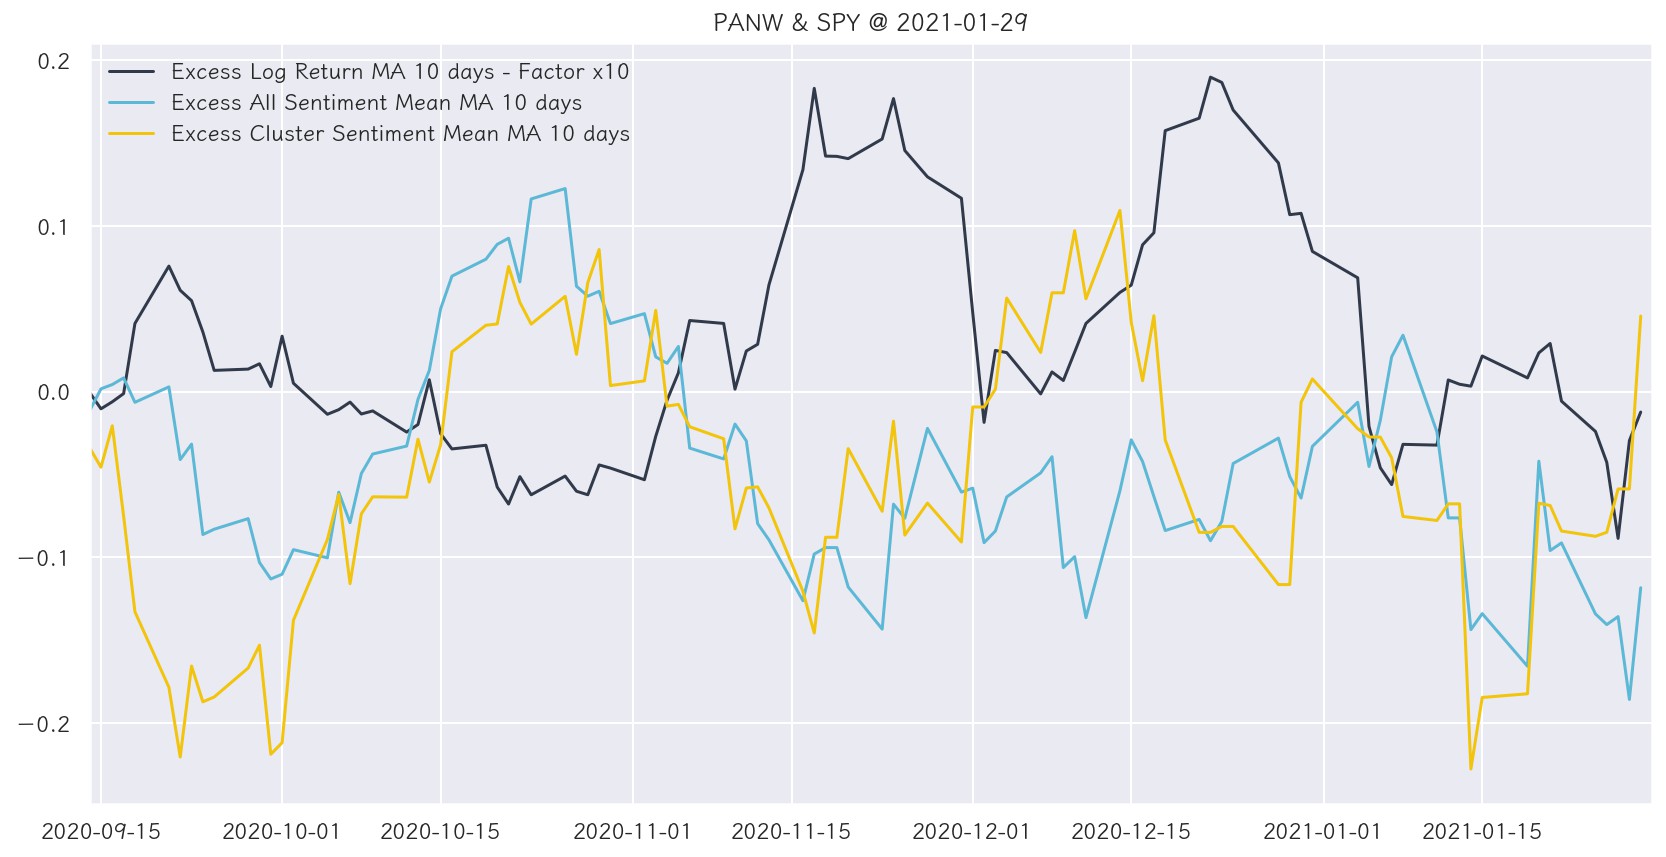 PANW & SPY @ 2021-01-29
0.2
0.1
0.0
−0.1
−0.2
Excess Log Return MA 10 days - Factor x10
Excess All Sentiment Mean MA 10 days
Excess Cluster Sentiment Mean MA 10 days
2020-09-15 2020-10-01 2020-10-15 2020-11-01 2020-11-15 2020-12-01 2020-12-15 2021-01-01 2021-01-15